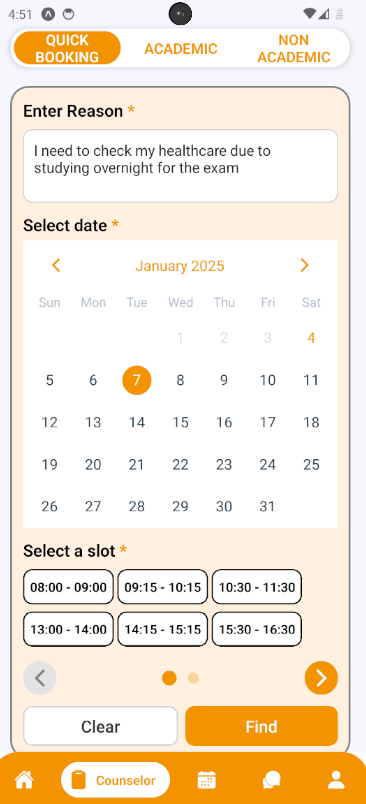 4:51
QUICK
BOOKING
ACADEMIC
NON
ACADEMIC
Enter Reason *
I need to check my healthcare due to
studying overnight for the exam
Select date *
January 2025
Sun Mon Tue Wed Thu Fri Sat
1 2 3 4
5 6 7 8 9 10 11
12 13 14 15 16 17 18
19 20 21 22 23 24 25
26 27 28 29 30 31
Select a slot *
08:00 - 09:00 09:15 - 10:15 10:30 - 11:30
13:00 - 14:00 14:15 - 15:15 15:30 - 16:30
Clear Find
Counselor